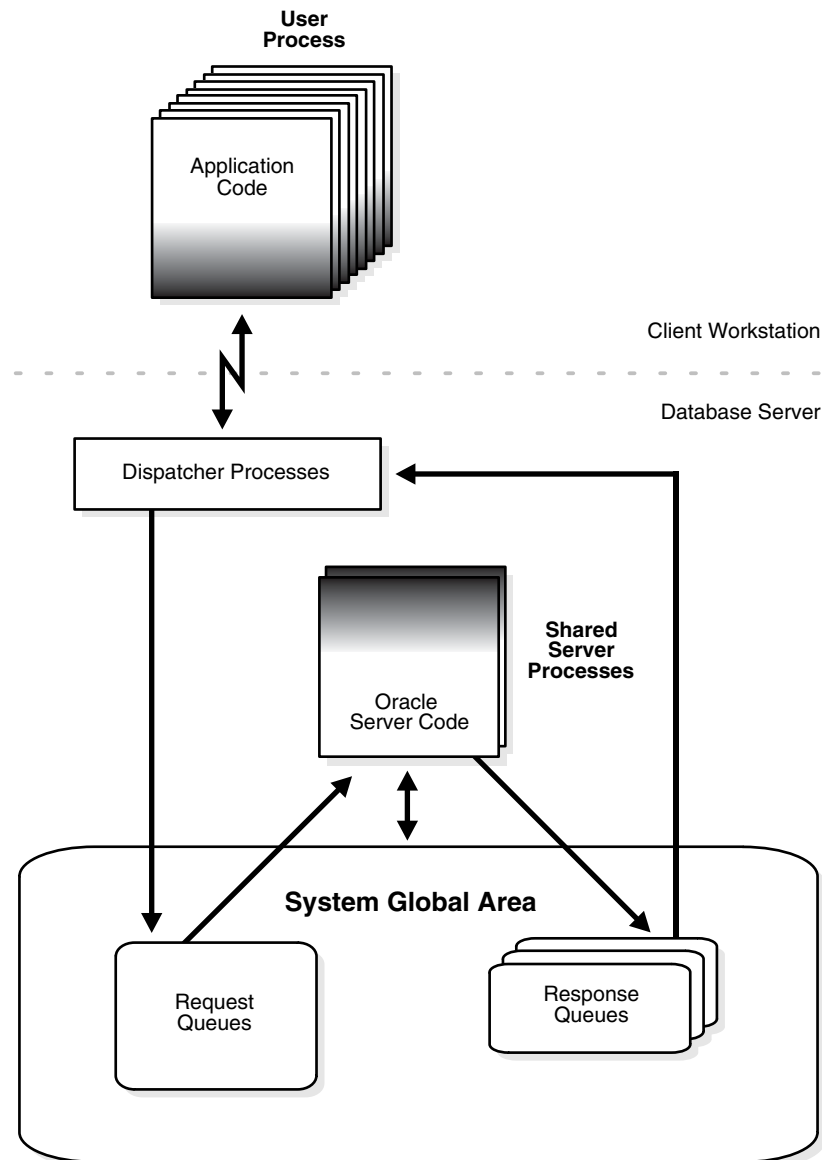 User
Process
Application
Code
Client Workstation
Database Server
Dispatcher Processes
Shared
Server
Processes
Oracle
Server Code
System Global Area
Request
Queues
Response
Queues